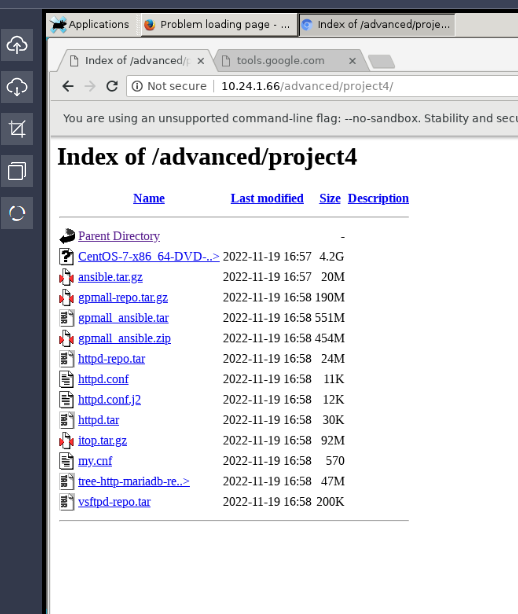 Applications Problem loading page - ... Index of /advanced/proje...
Index of /advanced/p tools.google.com
Not secure 10.24.1.66/advanced/project4/
You are using an unsupported command-line flag: --no-sandbox. Stability and secu
Index of /advanced/project4
Name Last modified Size Description
Parent Directory -
CentOS-7-x86_64-DVD-..> 2022-11-19 16:57 4.2G
ansible.tar.gz 2022-11-19 16:57 20M
gpmall-repo.tar.gz 2022-11-19 16:58 190M
gpmall_ansible.tar 2022-11-19 16:58 551M
gpmall_ansible.zip 2022-11-19 16:58 454M
httpd-repo.tar 2022-11-19 16:58 24M
httpd.conf 2022-11-19 16:58 11K
httpd.conf.j2 2022-11-19 16:58 12K
httpd.tar 2022-11-19 16:58 30K
itop.tar.gz 2022-11-19 16:58 92M
my.cnf 2022-11-19 16:58 570
tree-http-mariadb-re..> 2022-11-19 16:58 47M
vsftpd-repo.tar 2022-11-19 16:58 200K